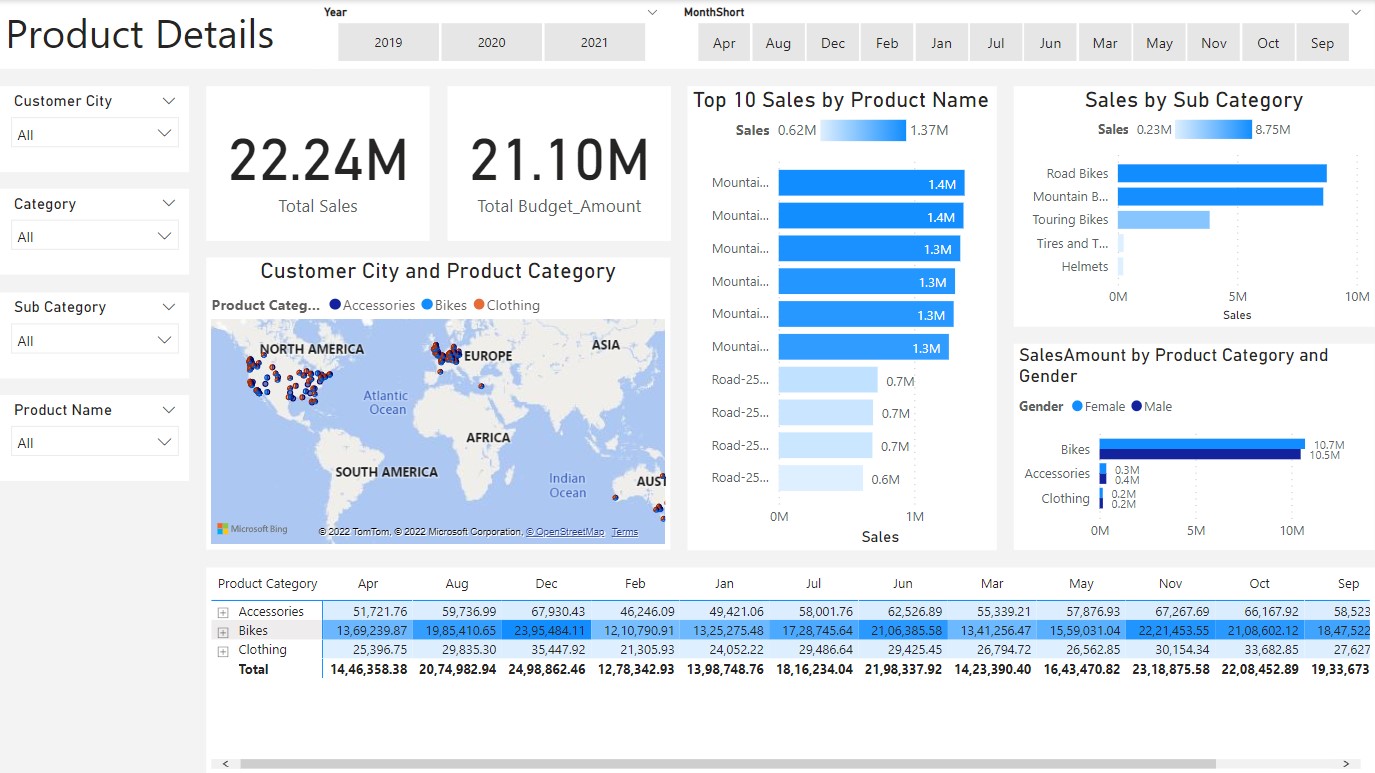 Product Details
Year
2019 2020 2021
MonthShort
Apr Aug Dec Feb Jan Jul Jun Mar May Nov Oct Sep
Customer City
All
Category
All
Sub Category
All
Product Name
All
22.24M
Total Sales
21.10M
Total Budget_Amount
Customer City and Product Category
Product Categ... Accessories Bikes Clothing
NORTH AMERICA
EUROPE
ASIA
Atlantic
Ocean
AFRICA
SOUTH AMERICA
Indian
Ocean
AUST
Microsoft Bing
© 2022 TomTom, © 2022 Microsoft Corporation, © OpenStreetMap Terms
Top 10 Sales by Product Name
Sales 0.62M 1.37M
Mountai... 1.4M
Mountai... 1.4M
Mountai... 1.3M
Mountai... 1.3M
Mountai... 1.3M
Mountai... 1.3M
Road-25... 0.7M
Road-25... 0.7M
Road-25... 0.7M
Road-25... 0.6M
0M 1M
Sales
Sales by Sub Category
Sales 0.23M 8.75M
Road Bikes
Mountain B...
Touring Bikes
Tires and T...
Helmets
0M 5M 10M
Sales
SalesAmount by Product Category and
Gender
Gender Female Male
Bikes 10.7M
10.5M
Accessories 0.3M
0.4M
Clothing 0.2M
0.2M
0M 5M 10M
Product Category Apr Aug Dec Feb Jan Jul Jun Mar May Nov Oct Sep
Accessories 51,721.76 59,736.99 67,930.43 46,246.09 49,421.06 58,001.76 62,526.89 55,339.21 57,876.93 67,267.69 66,167.92 58,523
Bikes 13,69,239.87 19,85,410.65 23,95,484.11 12,10,790.91 13,25,275.48 17,28,745.64 21,06,385.58 13,41,256.47 15,59,031.04 22,21,453.55 21,08,602.12 18,47,522
Clothing 25,396.75 29,835.30 35,447.92 21,305.93 24,052.22 29,486.64 29,425.45 26,794.72 26,562.85 30,154.34 33,682.85 27,627
Total 14,46,358.38 20,74,982.94 24,98,862.46 12,78,342.93 13,98,748.76 18,16,234.04 21,98,337.92 14,23,390.40 16,43,470.82 23,18,875.58 22,08,452.89 19,33,673